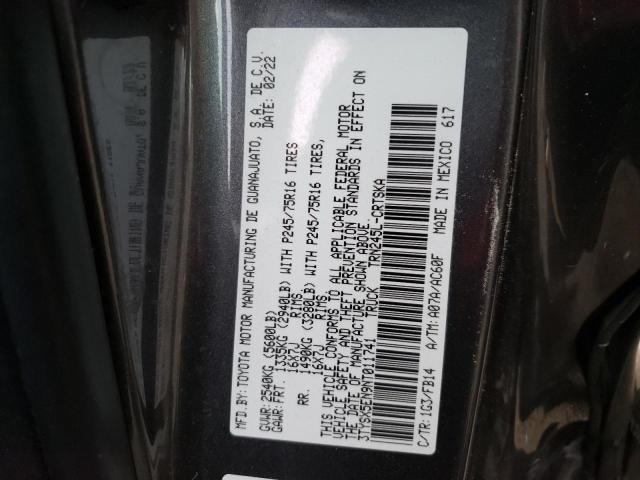 MFD.BY: TOYOTA MOTOR MANUFACTURING DE GUANAJUATO, S.A. DE C.V.
DATE: 02/22
GVWR: 2540KG (5600LB)
GAWR: FRT. 1335KG (2940LB) WITH P245/75R16 TIRES
16X7J RIMS,
RR. 1490KG (3280LB) WITH P245/75R16 TIRES,
16X7J RIMS
THIS VEHICLE CONFORMS TO ALL APPLICABLE FEDERAL MOTOR
VEHICLE SAFETY AND THEFT PREVENTION STANDARDS IN EFFECT ON
THE DATE OF MANUFACTURE SHOWN ABOVE.
3TYSX5EN9NT011741 TRUCK TRN245L-CRTSKA
C/TR: 1G3/FB14 A/TM: A07A/AC60F MADE IN MEXICO 617